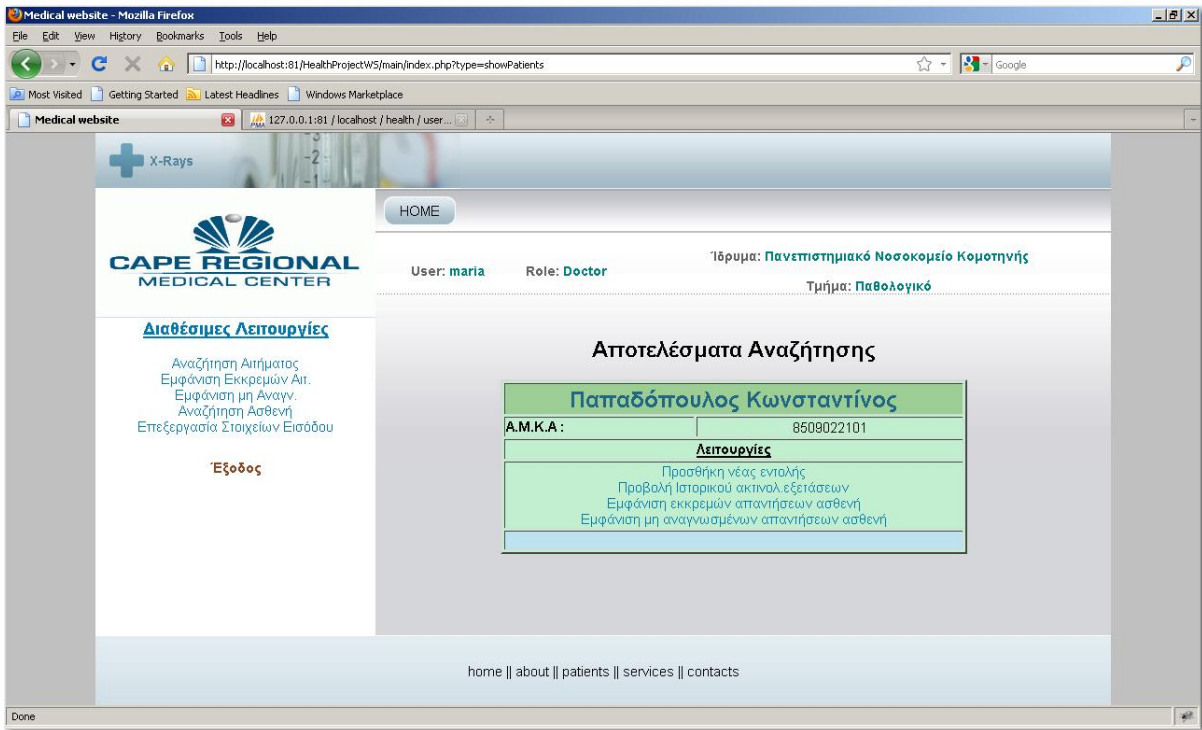 Medical website - Mozilla Firefox
File Edit View History Bookmarks Tools Help
http://localhost:81/HealthProjectWS/main/index.php?type=showPatients
Google
Most Visited Getting Started Latest Headlines Windows Marketplace
Medical website
127.0.0.1:81 / localhost / health / user...
X-Rays
-2
-1
HOME
CAPE REGIONAL
MEDICAL CENTER
User: maria Role: Doctor
Ίδρυμα: Πανεπιστημιακό Νοσοκομείο Κομοτηνής
Τμήμα: Παθολογικό
Διαθέσιμες Λειτουργίες
Αναζήτηση Αιτήματος
Εμφάνιση Εκκρεμών Αιτ.
Εμφάνιση μη Αναγν.
Αναζήτηση Ασθενή
Επεξεργασία Στοιχείων Εισόδου
Έξοδος
Αποτελέσματα Αναζήτησης
Παπαδόπουλος Κωνσταντίνος
Α.Μ.Κ.Α : 8509022101
Λειτουργίες
Προσθήκη νέας εντολής
Προβολή Ιστορικού ακτινολ.εξετάσεων
Εμφάνιση εκκρεμών απαντήσεων ασθενή
Εμφάνιση μη αναγνωσμένων απαντήσεων ασθενή
home || about || patients || services || contacts
Done